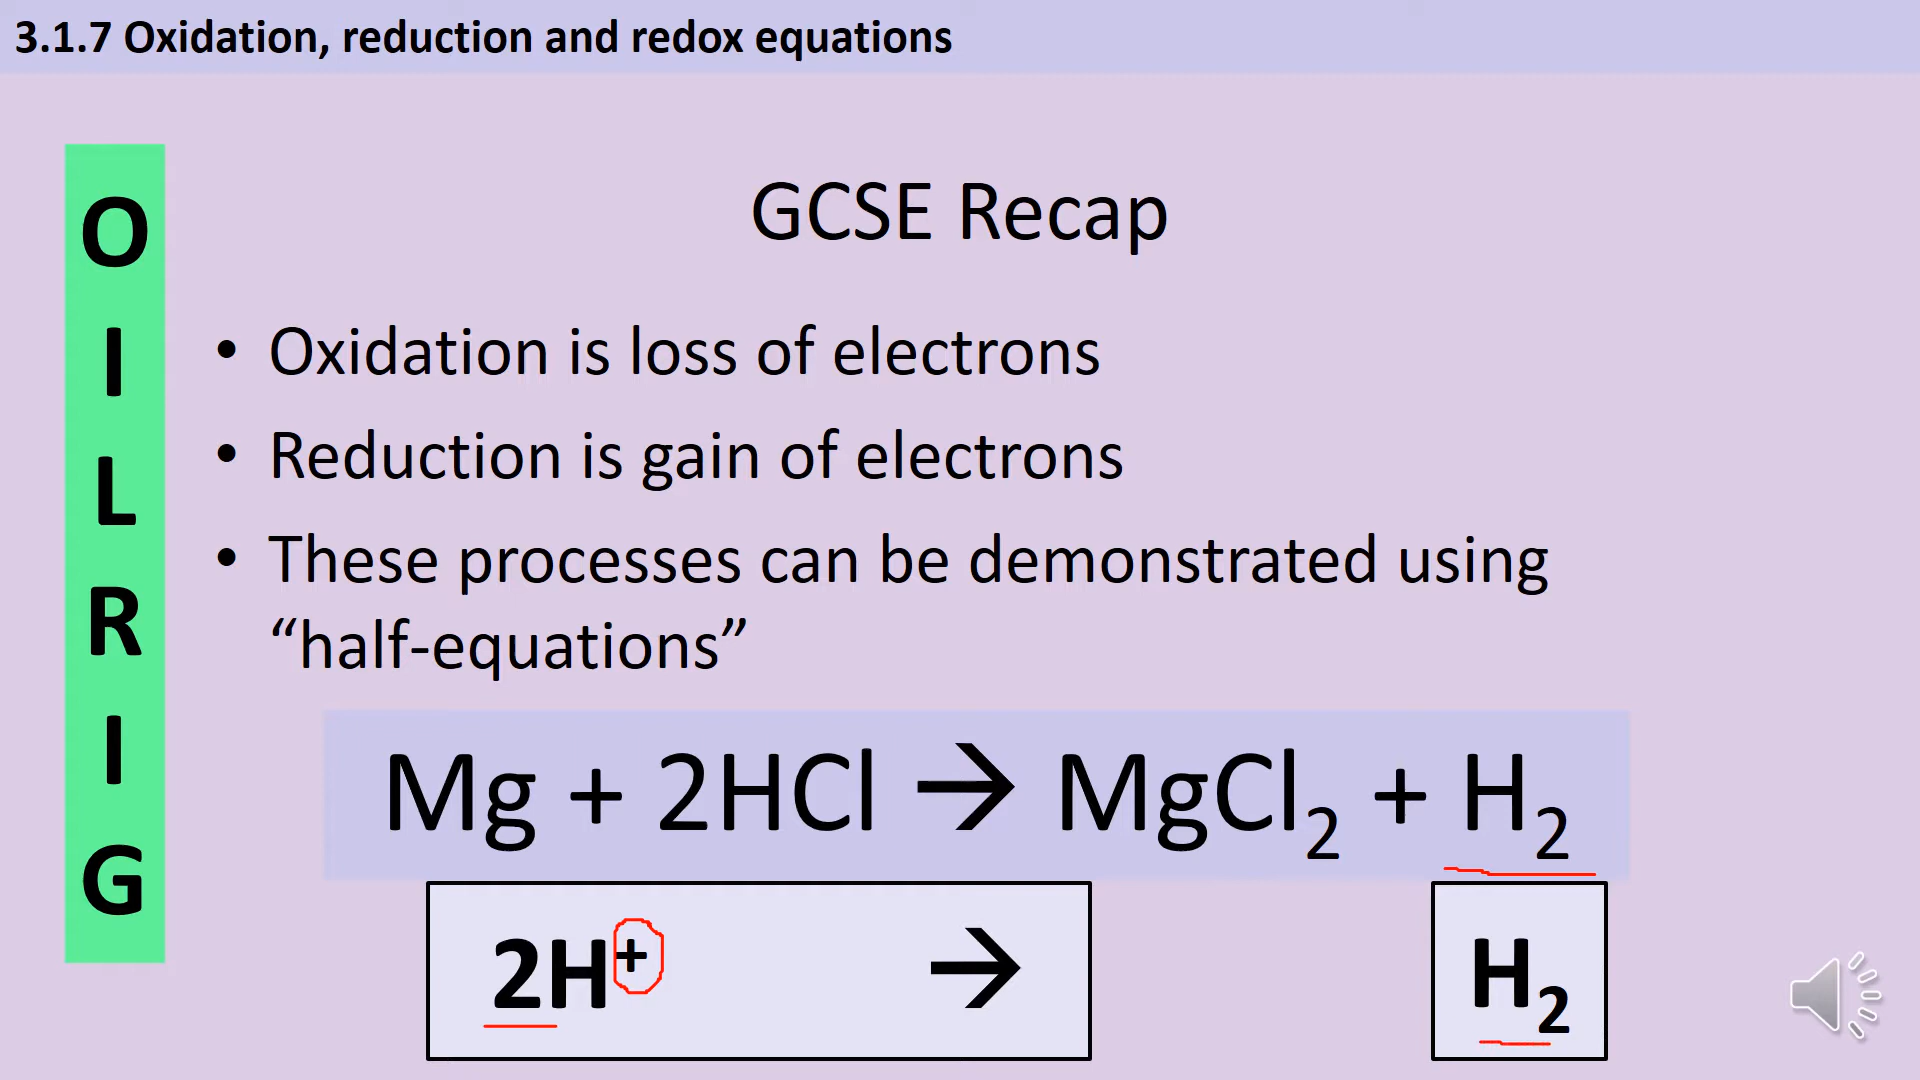 3.1.7 Oxidation, reduction and redox equations
O
I
L
R
I
G
GCSE Recap
• Oxidation is loss of electrons
• Reduction is gain of electrons
• These processes can be demonstrated using
“half-equations”
Mg + 2HCl → MgCl₂ + H₂
2H⁺ → H₂